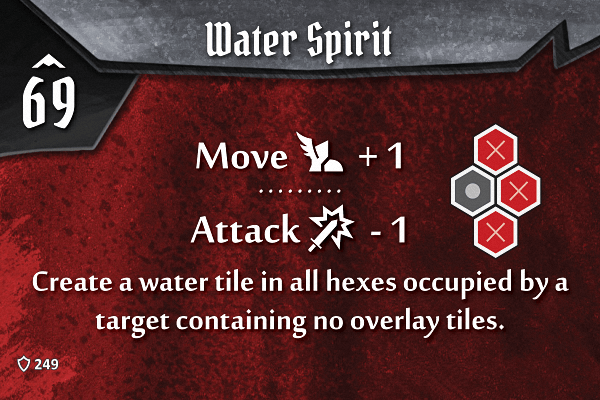 Water Spirit
69
Move + 1
Attack - 1
Create a water tile in all hexes occupied by a
target containing no overlay tiles.
249